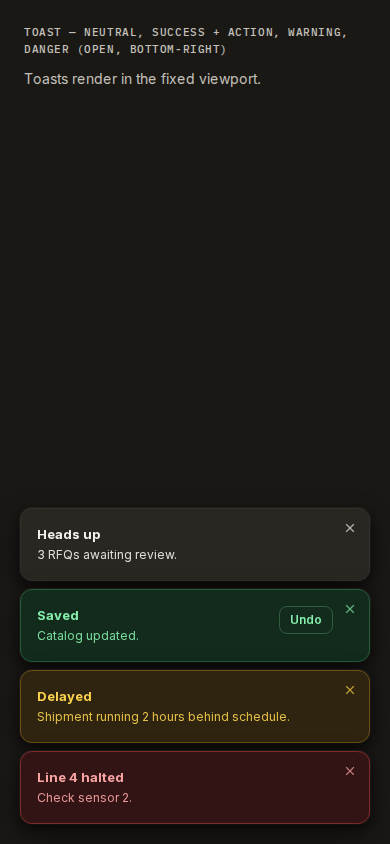 TOAST — NEUTRAL, SUCCESS + ACTION, WARNING,
DANGER (OPEN, BOTTOM-RIGHT)
Toasts render in the fixed viewport.
Heads up
3 RFQs awaiting review.
Saved
Catalog updated.
Undo
Delayed
Shipment running 2 hours behind schedule.
Line 4 halted
Check sensor 2.